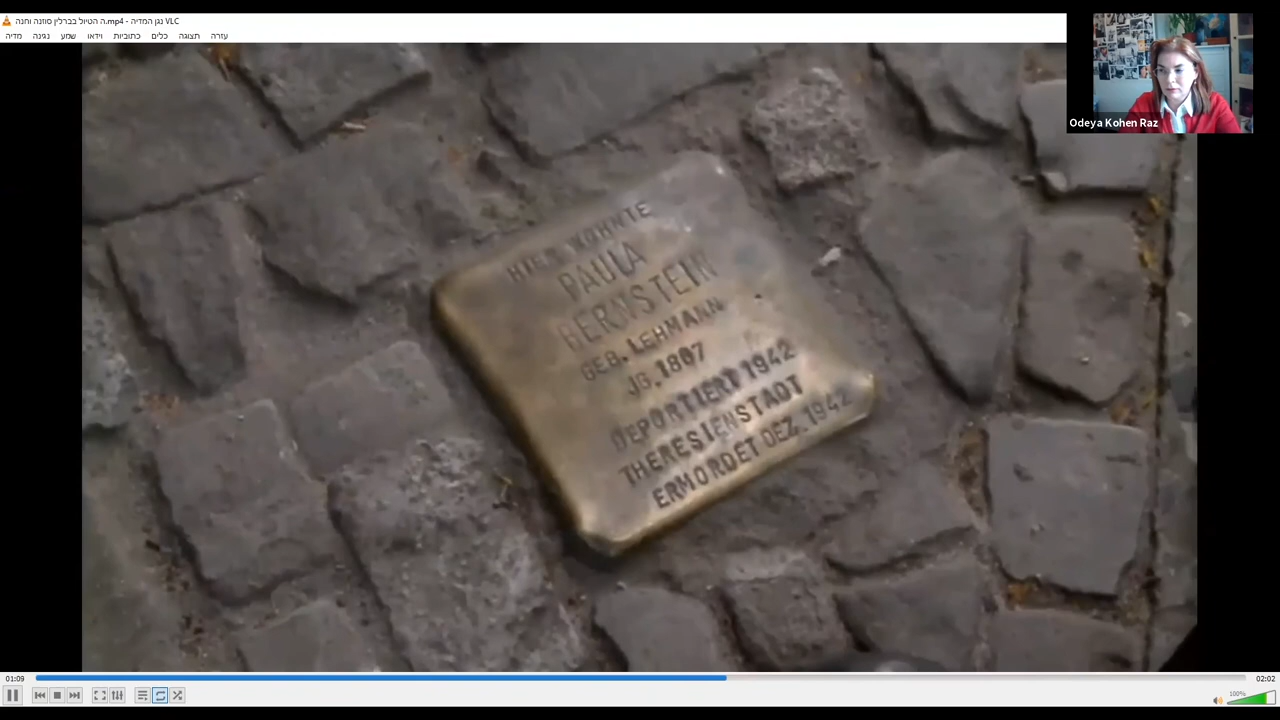 ה הטיול בברלין סוזנה וחנה.mp4 - נגן המדיה VLC
מדיה נגינה שמע וידאו כתוביות כלים תצוגה עזרה
Odeya Kohen Raz
HIER WOHNTE
PAULA
BERNSTEIN
GEB. LEHMANN
JG. 1867
DEPORTIERT 1942
THERESIENSTADT
ERMORDET DEZ. 1942
01:09
02:02
100%